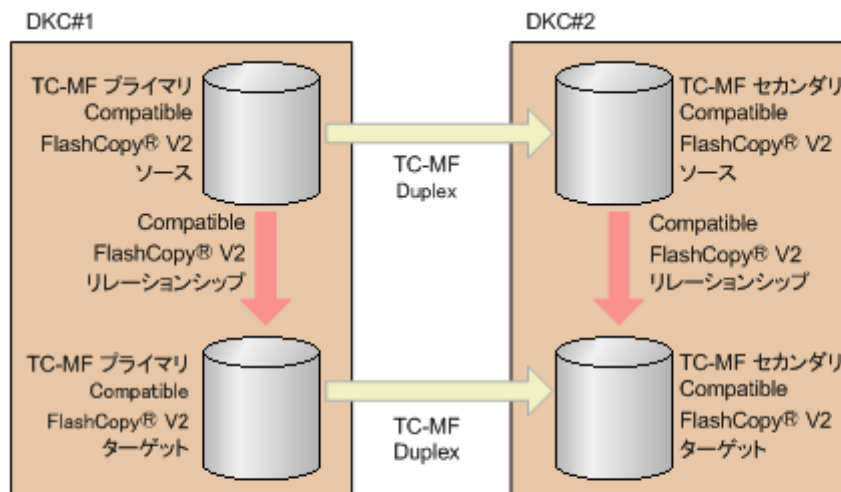 DKC#1
DKC#2
TC-MF プライマリ
Compatible
FlashCopy® V2
ソース
TC-MF
Duplex
TC-MF セカンダリ
Compatible
FlashCopy® V2
ソース
Compatible
FlashCopy® V2
リレーションシップ
Compatible
FlashCopy® V2
リレーションシップ
TC-MF プライマリ
Compatible
FlashCopy® V2
ターゲット
TC-MF
Duplex
TC-MF セカンダリ
Compatible
FlashCopy® V2
ターゲット